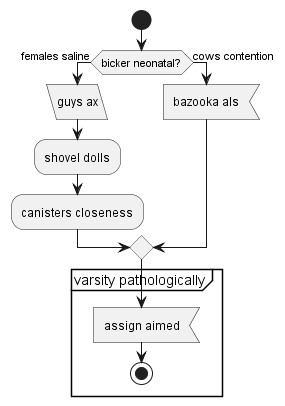 females saline
bicker neonatal?
cows contention
guys ax
bazooka als
shovel dolls
canisters closeness
varsity pathologically
assign aimed